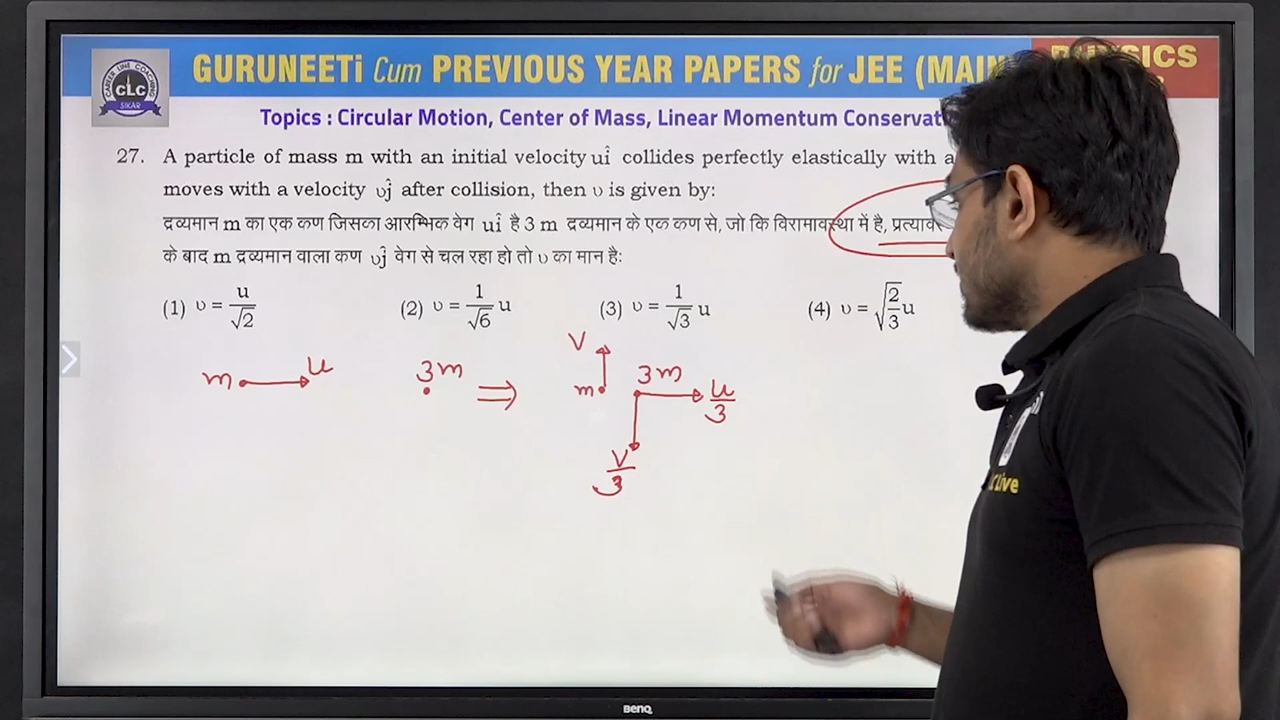 GURUNEETi Cum PREVIOUS YEAR PAPERS for JEE (MAIN PHYSICS
CAREER LINE COACHING
CLC
SIKAR
Topics : Circular Motion, Center of Mass, Linear Momentum Conservat
27. A particle of mass m with an initial velocity uî collides perfectly elastically with a
moves with a velocity υĵ after collision, then υ is given by:
द्रव्यमान m का एक कण जिसका आरम्भिक वेग uî है 3 m द्रव्यमान के एक कण से, जो कि विरामावस्था में है,
के बाद m द्रव्यमान वाला कण υĵ वेग से चल रहा हो तो υ का मान है:
(1) υ = u/√2 (2) υ = 1/√6 u (3) υ = 1/√3 u (4) υ = √(2/3) u
m u 3m ⇒ V m 3m u/3
V/3
Live
BenQ